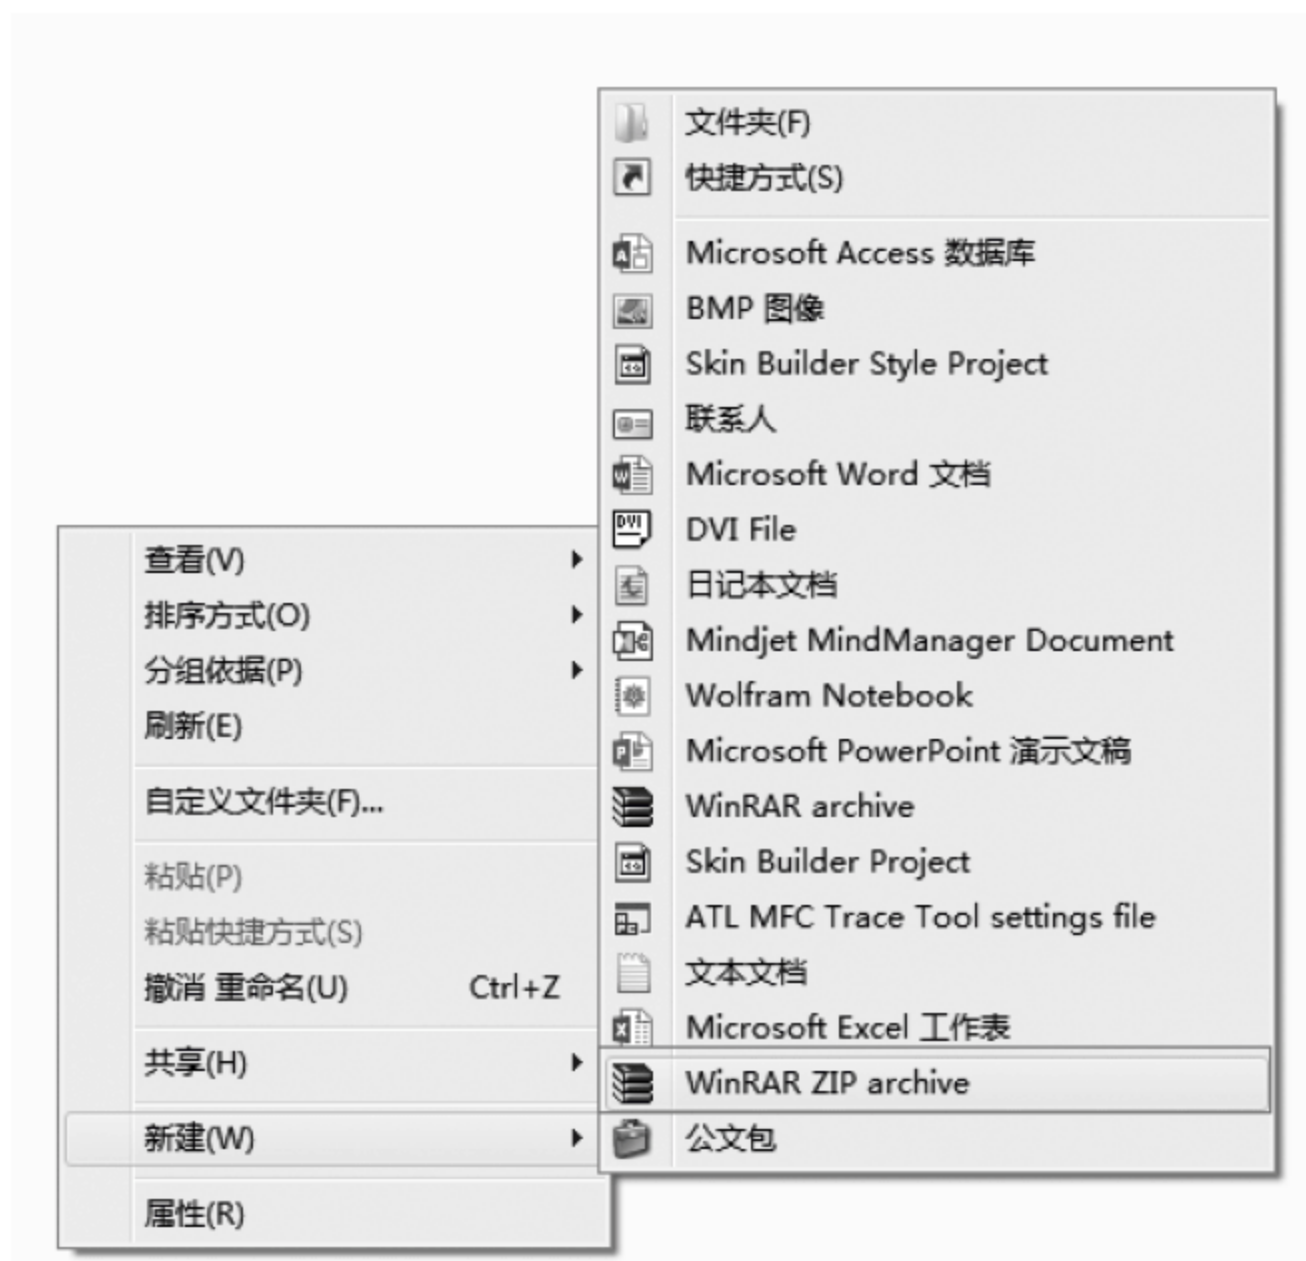 文件夹(F)
快捷方式(S)
Microsoft Access 数据库
BMP 图像
Skin Builder Style Project
联系人
Microsoft Word 文档
DVI File
日记本文档
Mindjet MindManager Document
Wolfram Notebook
Microsoft PowerPoint 演示文稿
WinRAR archive
Skin Builder Project
ATL MFC Trace Tool settings file
文本文档
Microsoft Excel 工作表
WinRAR ZIP archive
公文包
查看(V)
排序方式(O)
分组依据(P)
刷新(E)
自定义文件夹(F)...
粘贴(P)
粘贴快捷方式(S)
撤消 重命名(U) Ctrl+Z
共享(H)
新建(W)
属性(R)